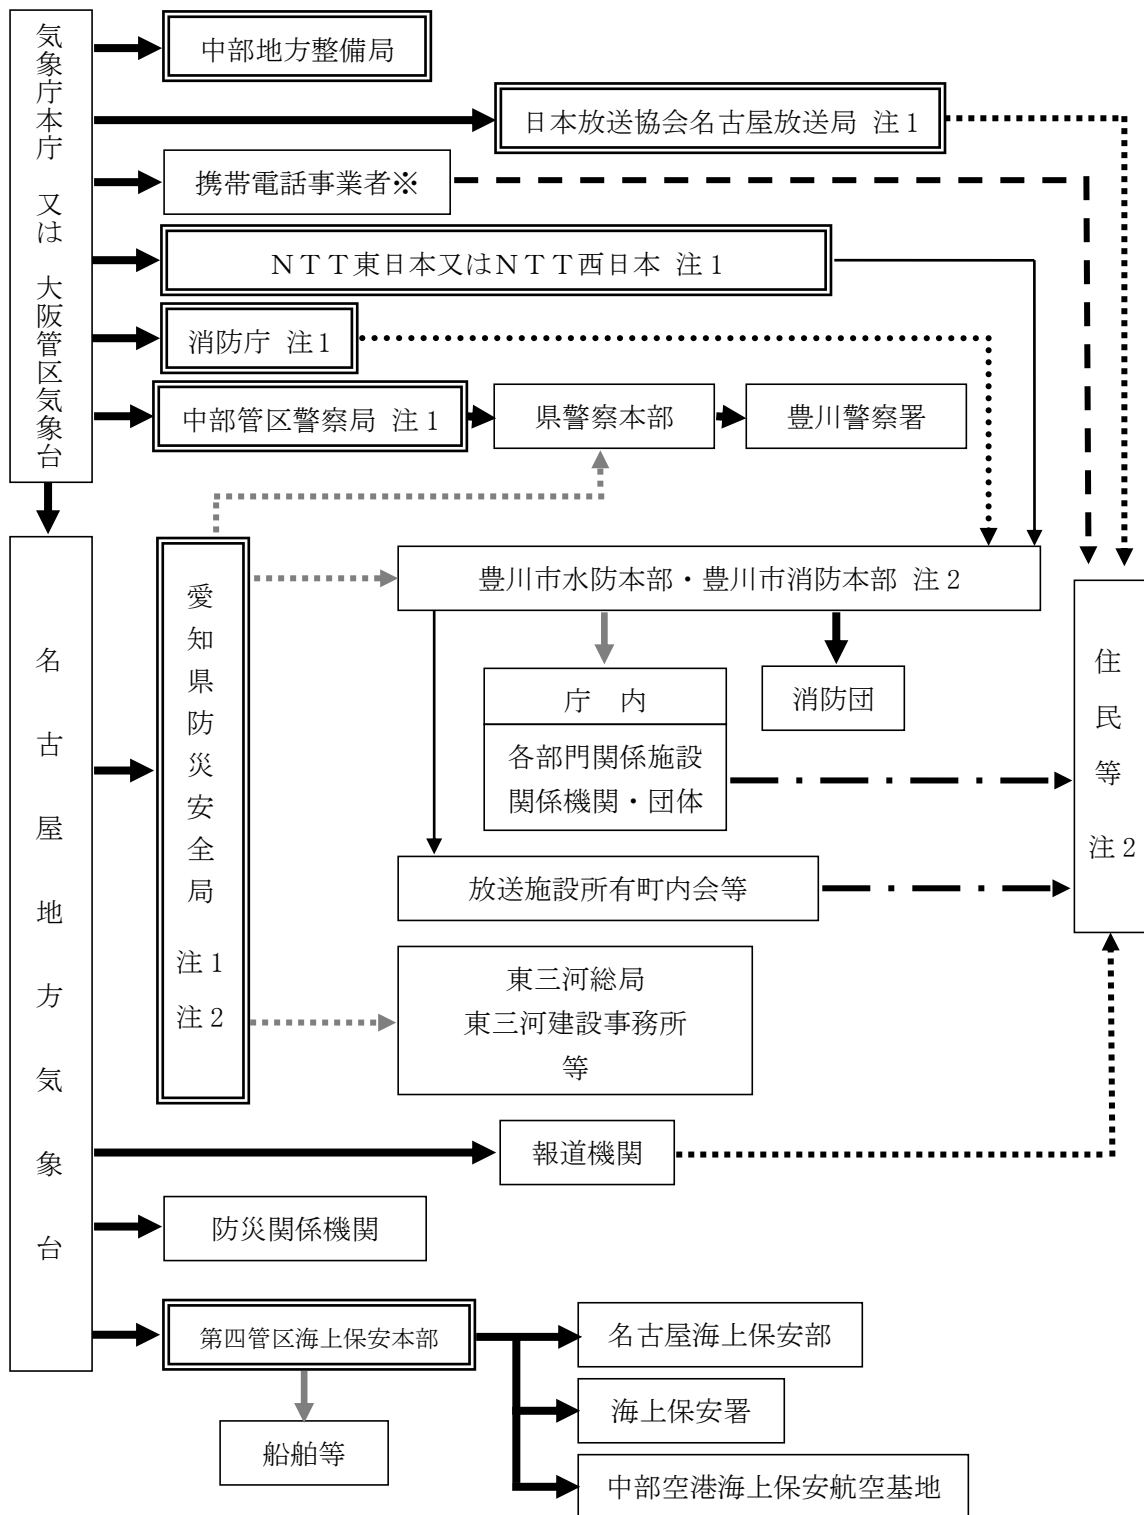 気象庁本庁　又は　大阪管区気象台
中部地方整備局
日本放送協会名古屋放送局 注１
携帯電話事業者※
ＮＴＴ東日本又はＮＴＴ西日本 注１
消防庁 注１
中部管区警察局 注１
県警察本部
豊川警察署
名古屋地方気象台
愛知県防災安全局
注１
注２
豊川市水防本部・豊川市消防本部 注２
庁　内
各部門関係施設
関係機関・団体
消防団
放送施設所有町内会等
東三河総局
東三河建設事務所
等
住民等
注２
報道機関
防災関係機関
第四管区海上保安本部
船舶等
名古屋海上保安部
海上保安署
中部空港海上保安航空基地